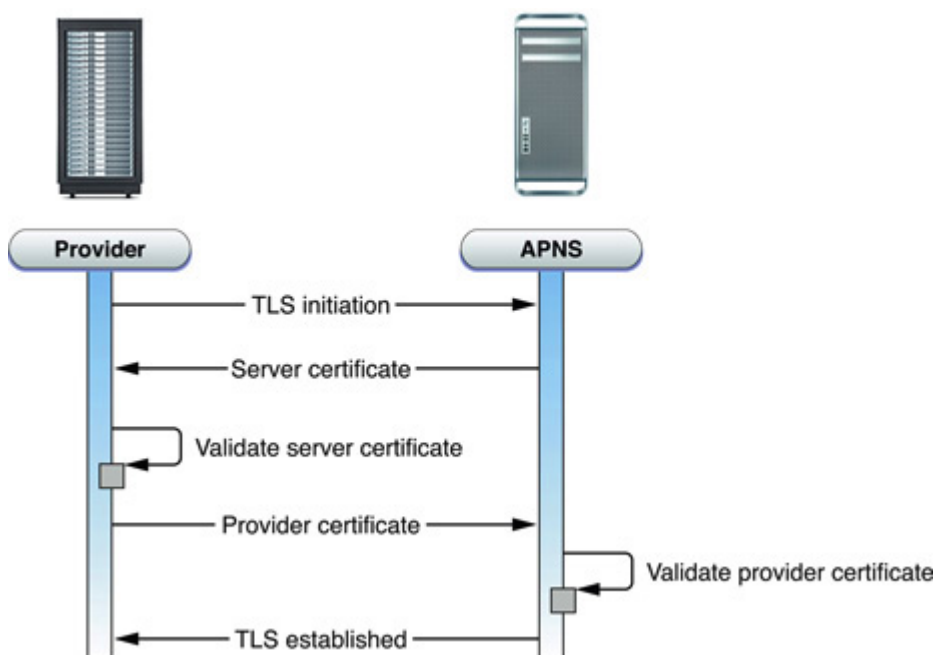 Provider
APNS
TLS initiation
Server certificate
Validate server certificate
Provider certificate
Validate provider certificate
TLS established